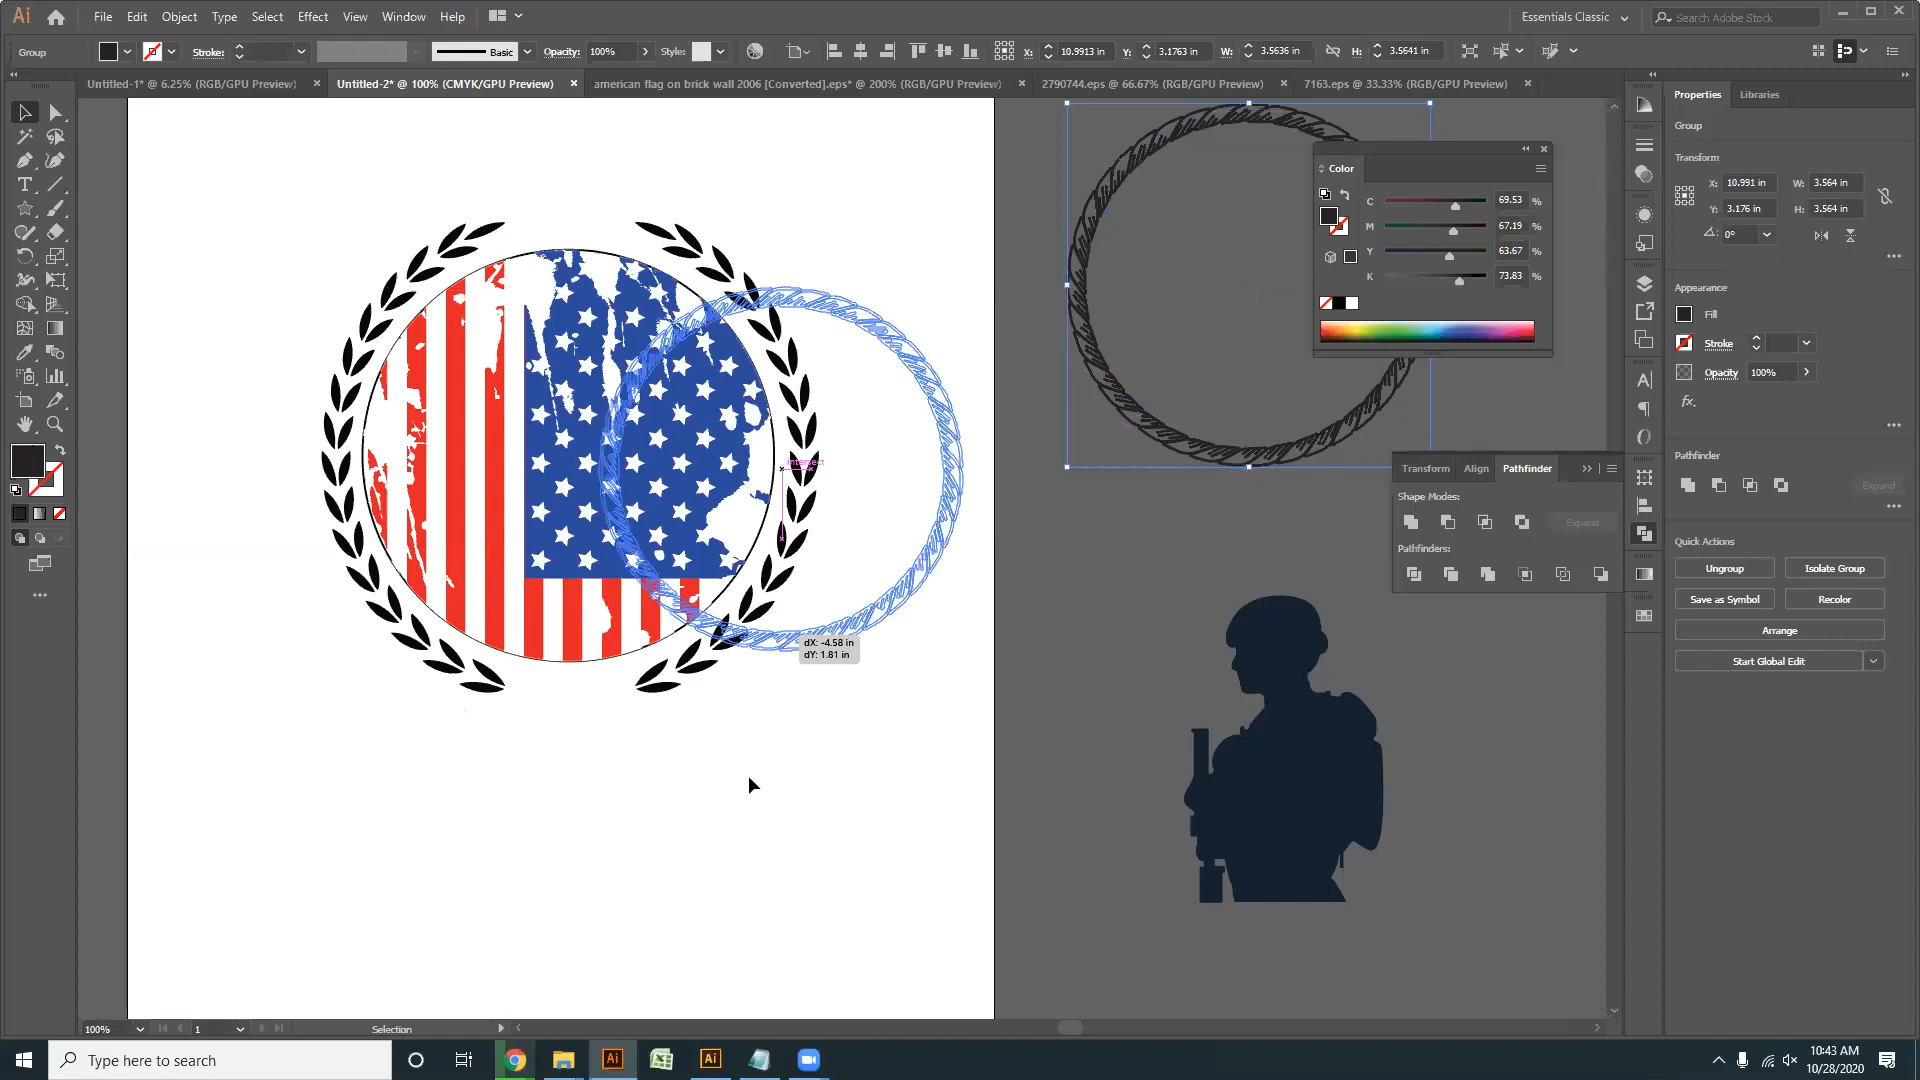 Ai File Edit Object Type Select Effect View Window Help Essentials Classic Search Adobe Stock
Group Stroke: Basic Opacity: 100% Style: X: 10.9913 in Y: 3.1763 in W: 3.5636 in H: 3.5641 in
Untitled-1* @ 6.25% (RGB/GPU Preview) Untitled-2* @ 100% (CMYK/GPU Preview) american flag on brick wall 2006 [Converted].eps* @ 200% (RGB/GPU Preview) 2790744.eps @ 66.67% (RGB/GPU Preview) 7163.eps @ 33.33% (RGB/GPU Preview)
Properties Libraries
Group
Transform
X: 10.991 in W: 3.564 in
Y: 3.176 in H: 3.564 in
0°
Appearance
Fill
Stroke
Opacity 100%
fx
Pathfinder
Expand
Quick Actions
Ungroup Isolate Group
Save as Symbol Recolor
Arrange
Start Global Edit
Color
C 69.53 %
M 67.19 %
Y 63.67 %
K 73.83 %
Transform Align Pathfinder
Shape Modes:
Expand
Pathfinders:
intersect
dX: -4.58 in
dY: 1.81 in
100% 1 Selection
Type here to search
10:43 AM
10/28/2020